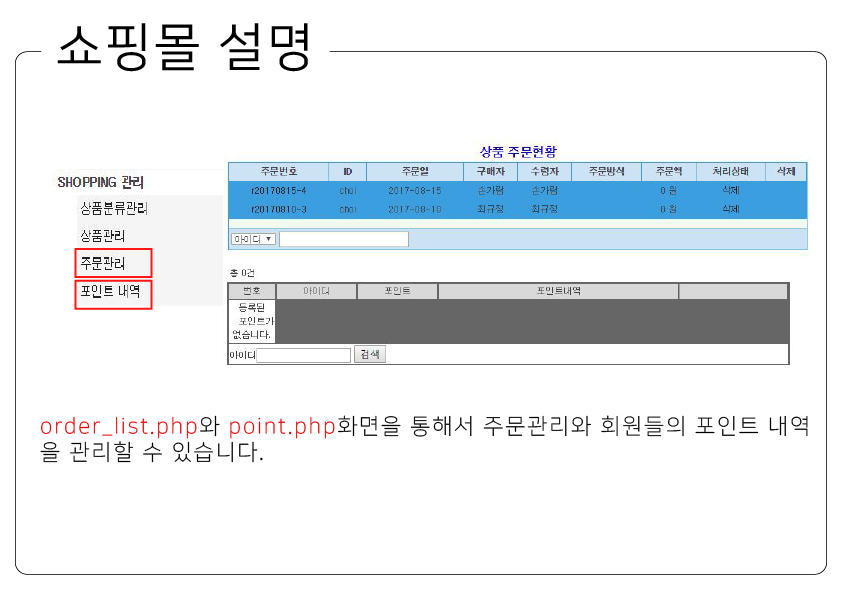 쇼핑몰 설명
상품 주문현황
주문번호 ID 주문일 구매자 수령자 주문방식 주문액 처리상태 삭제
r20170815-4 choi 2017-08-15 손가람 손가람 0 원 삭제
r20170810-3 choi 2017-08-10 최규정 최규정 0 원 삭제
아이디 ▼
SHOPPING 관리
상품분류관리
상품관리
주문관리
포인트 내역
총 0건
번호 아이디 포인트 포인트내역
등록된
포인트가
없습니다.
아이디 검색
order_list.php와 point.php화면을 통해서 주문관리와 회원들의 포인트 내역
을 관리할 수 있습니다.